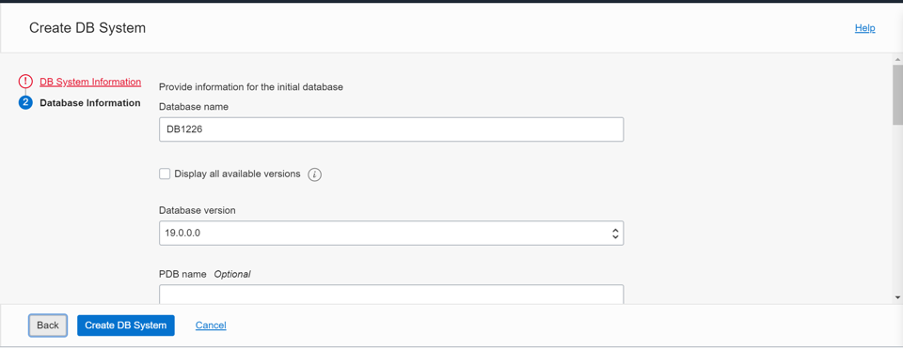 Create DB System
Help
! DB System Information
2 Database Information
Provide information for the initial database
Database name
DB1226
Display all available versions i
Database version
19.0.0.0
PDB name Optional
Back Create DB System Cancel